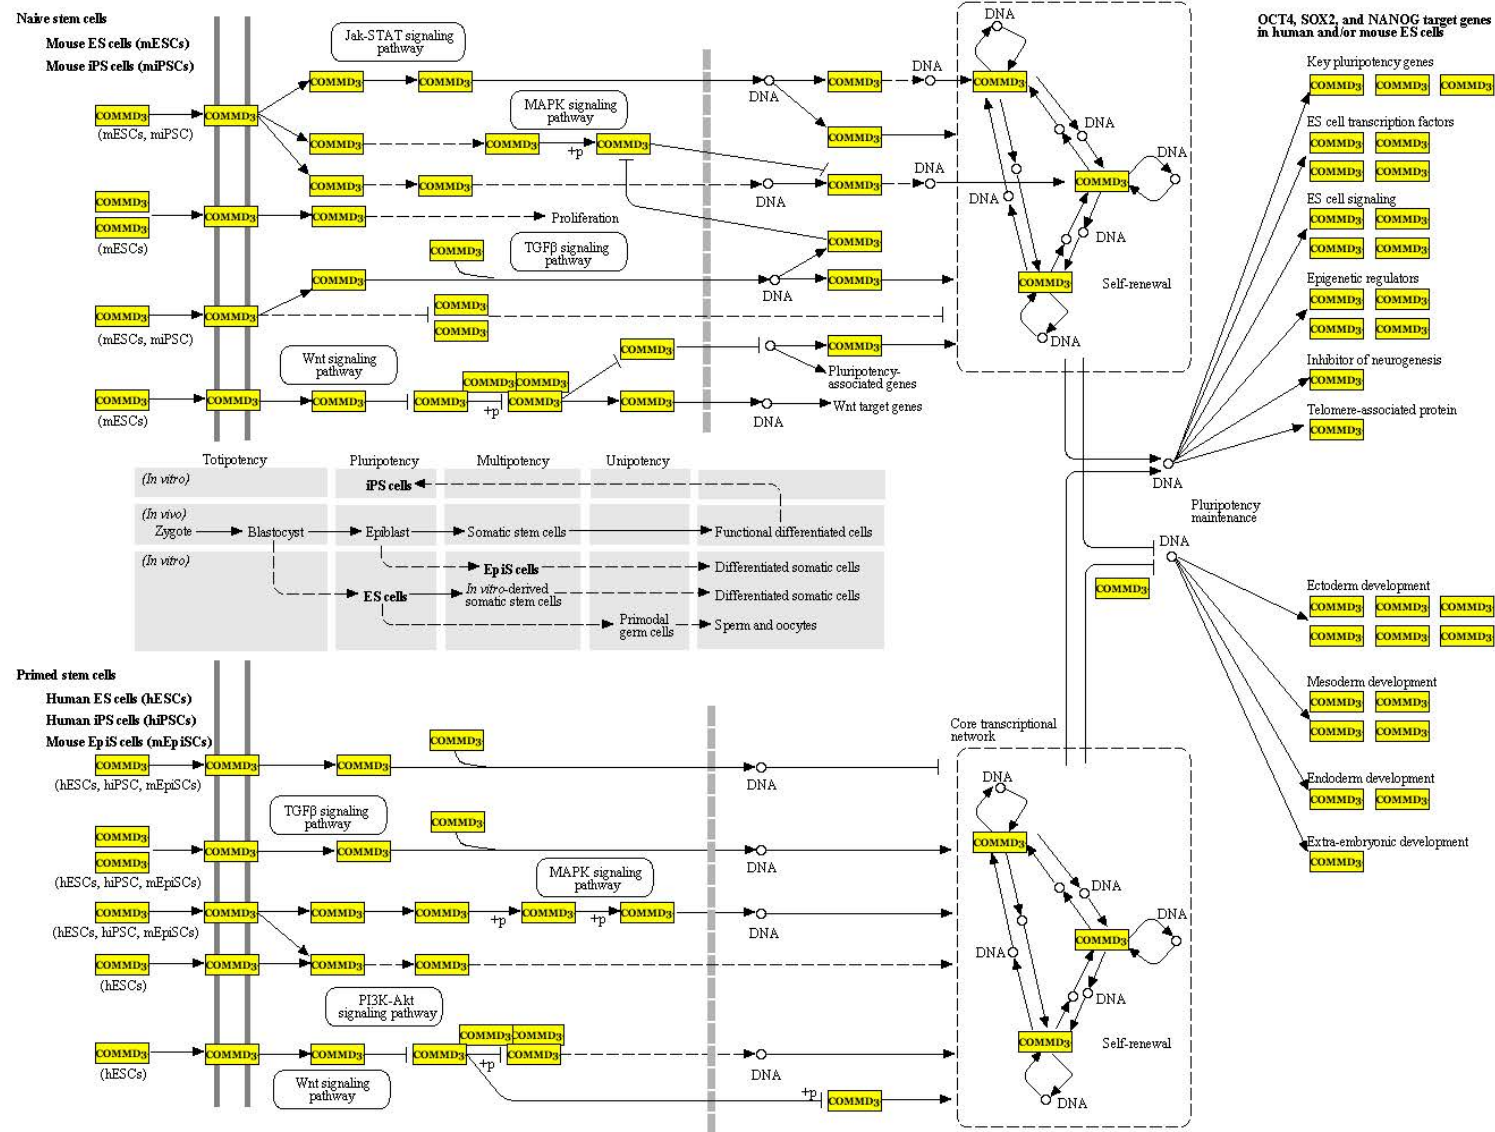 Naive stem cells
Mouse ES cells (mESCs)
Mouse iPS cells (miPSCs)
Jak-STAT signaling
pathway
COMMD3 COMMD3 COMMD3
DNA
COMMD3
DNA
COMMD3 COMMD3
(mESCs, miPSC)
MAPK signaling
pathway
COMMD3 COMMD3 +p COMMD3
COMMD3
COMMD3 COMMD3
DNA
COMMD3
DNA
COMMD3
COMMD3
COMMD3 COMMD3
(mESCs)
Proliferation
TGFβ signaling
pathway
COMMD3
COMMD3
COMMD3
DNA
COMMD3
COMMD3 COMMD3
(mESCs, miPSC)
COMMD3
COMMD3
Wnt signaling
pathway
COMMD3
COMMD3
Pluripotency-
associated genes
COMMD3 COMMD3
COMMD3 COMMD3 COMMD3 COMMD3 +p COMMD3 COMMD3
(mESCs)
DNA
Wnt target genes
DNA
COMMD3
DNA
DNA
COMMD3
DNA
DNA
COMMD3
Self-renewal
DNA
OCT4, SOX2, and NANOG target genes
in human and/or mouse ES cells
Key pluripotency genes
COMMD3 COMMD3 COMMD3
ES cell transcription factors
COMMD3 COMMD3
COMMD3 COMMD3
ES cell signaling
COMMD3 COMMD3
COMMD3 COMMD3
Epigenetic regulators
COMMD3 COMMD3
COMMD3 COMMD3
Inhibitor of neurogenesis
COMMD3
Telomere-associated protein
COMMD3
DNA
Pluripotency
maintenance
DNA
COMMD3
Ectoderm development
COMMD3 COMMD3 COMMD3
COMMD3 COMMD3 COMMD3
Mesoderm development
COMMD3 COMMD3
COMMD3 COMMD3
Endoderm development
COMMD3 COMMD3
Extra-embryonic development
COMMD3
Totipotency Pluripotency Multipotency Unipotency
(In vitro)
iPS cells
(In vivo)
Zygote Blastocyst Epiblast Somatic stem cells Functional differentiated cells
(In vitro)
EpiS cells Differentiated somatic cells
ES cells In vitro-derived
somatic stem cells Differentiated somatic cells
Primodal
germ cells Sperm and oocytes
Primed stem cells
Human ES cells (hESCs)
Human iPS cells (hiPSCs)
Mouse EpiS cells (mEpiSCs)
COMMD3
COMMD3 COMMD3 COMMD3
(hESCs, hiPSC, mEpiSCs)
DNA
TGFβ signaling
pathway
COMMD3
COMMD3
COMMD3 COMMD3 COMMD3
(hESCs, hiPSC, mEpiSCs)
DNA
MAPK signaling
pathway
COMMD3 COMMD3 COMMD3 COMMD3 +p COMMD3 +p COMMD3
(hESCs, hiPSC, mEpiSCs)
DNA
COMMD3 COMMD3 COMMD3 COMMD3
(hESCs)
PI3K-Akt
signaling pathway
COMMD3 COMMD3
COMMD3 COMMD3 COMMD3 COMMD3 +p COMMD3
(hESCs)
DNA
Wnt signaling
pathway
+p COMMD3
Core transcriptional
network
DNA
COMMD3
DNA
DNA
COMMD3
DNA
DNA
COMMD3
Self-renewal
DNA